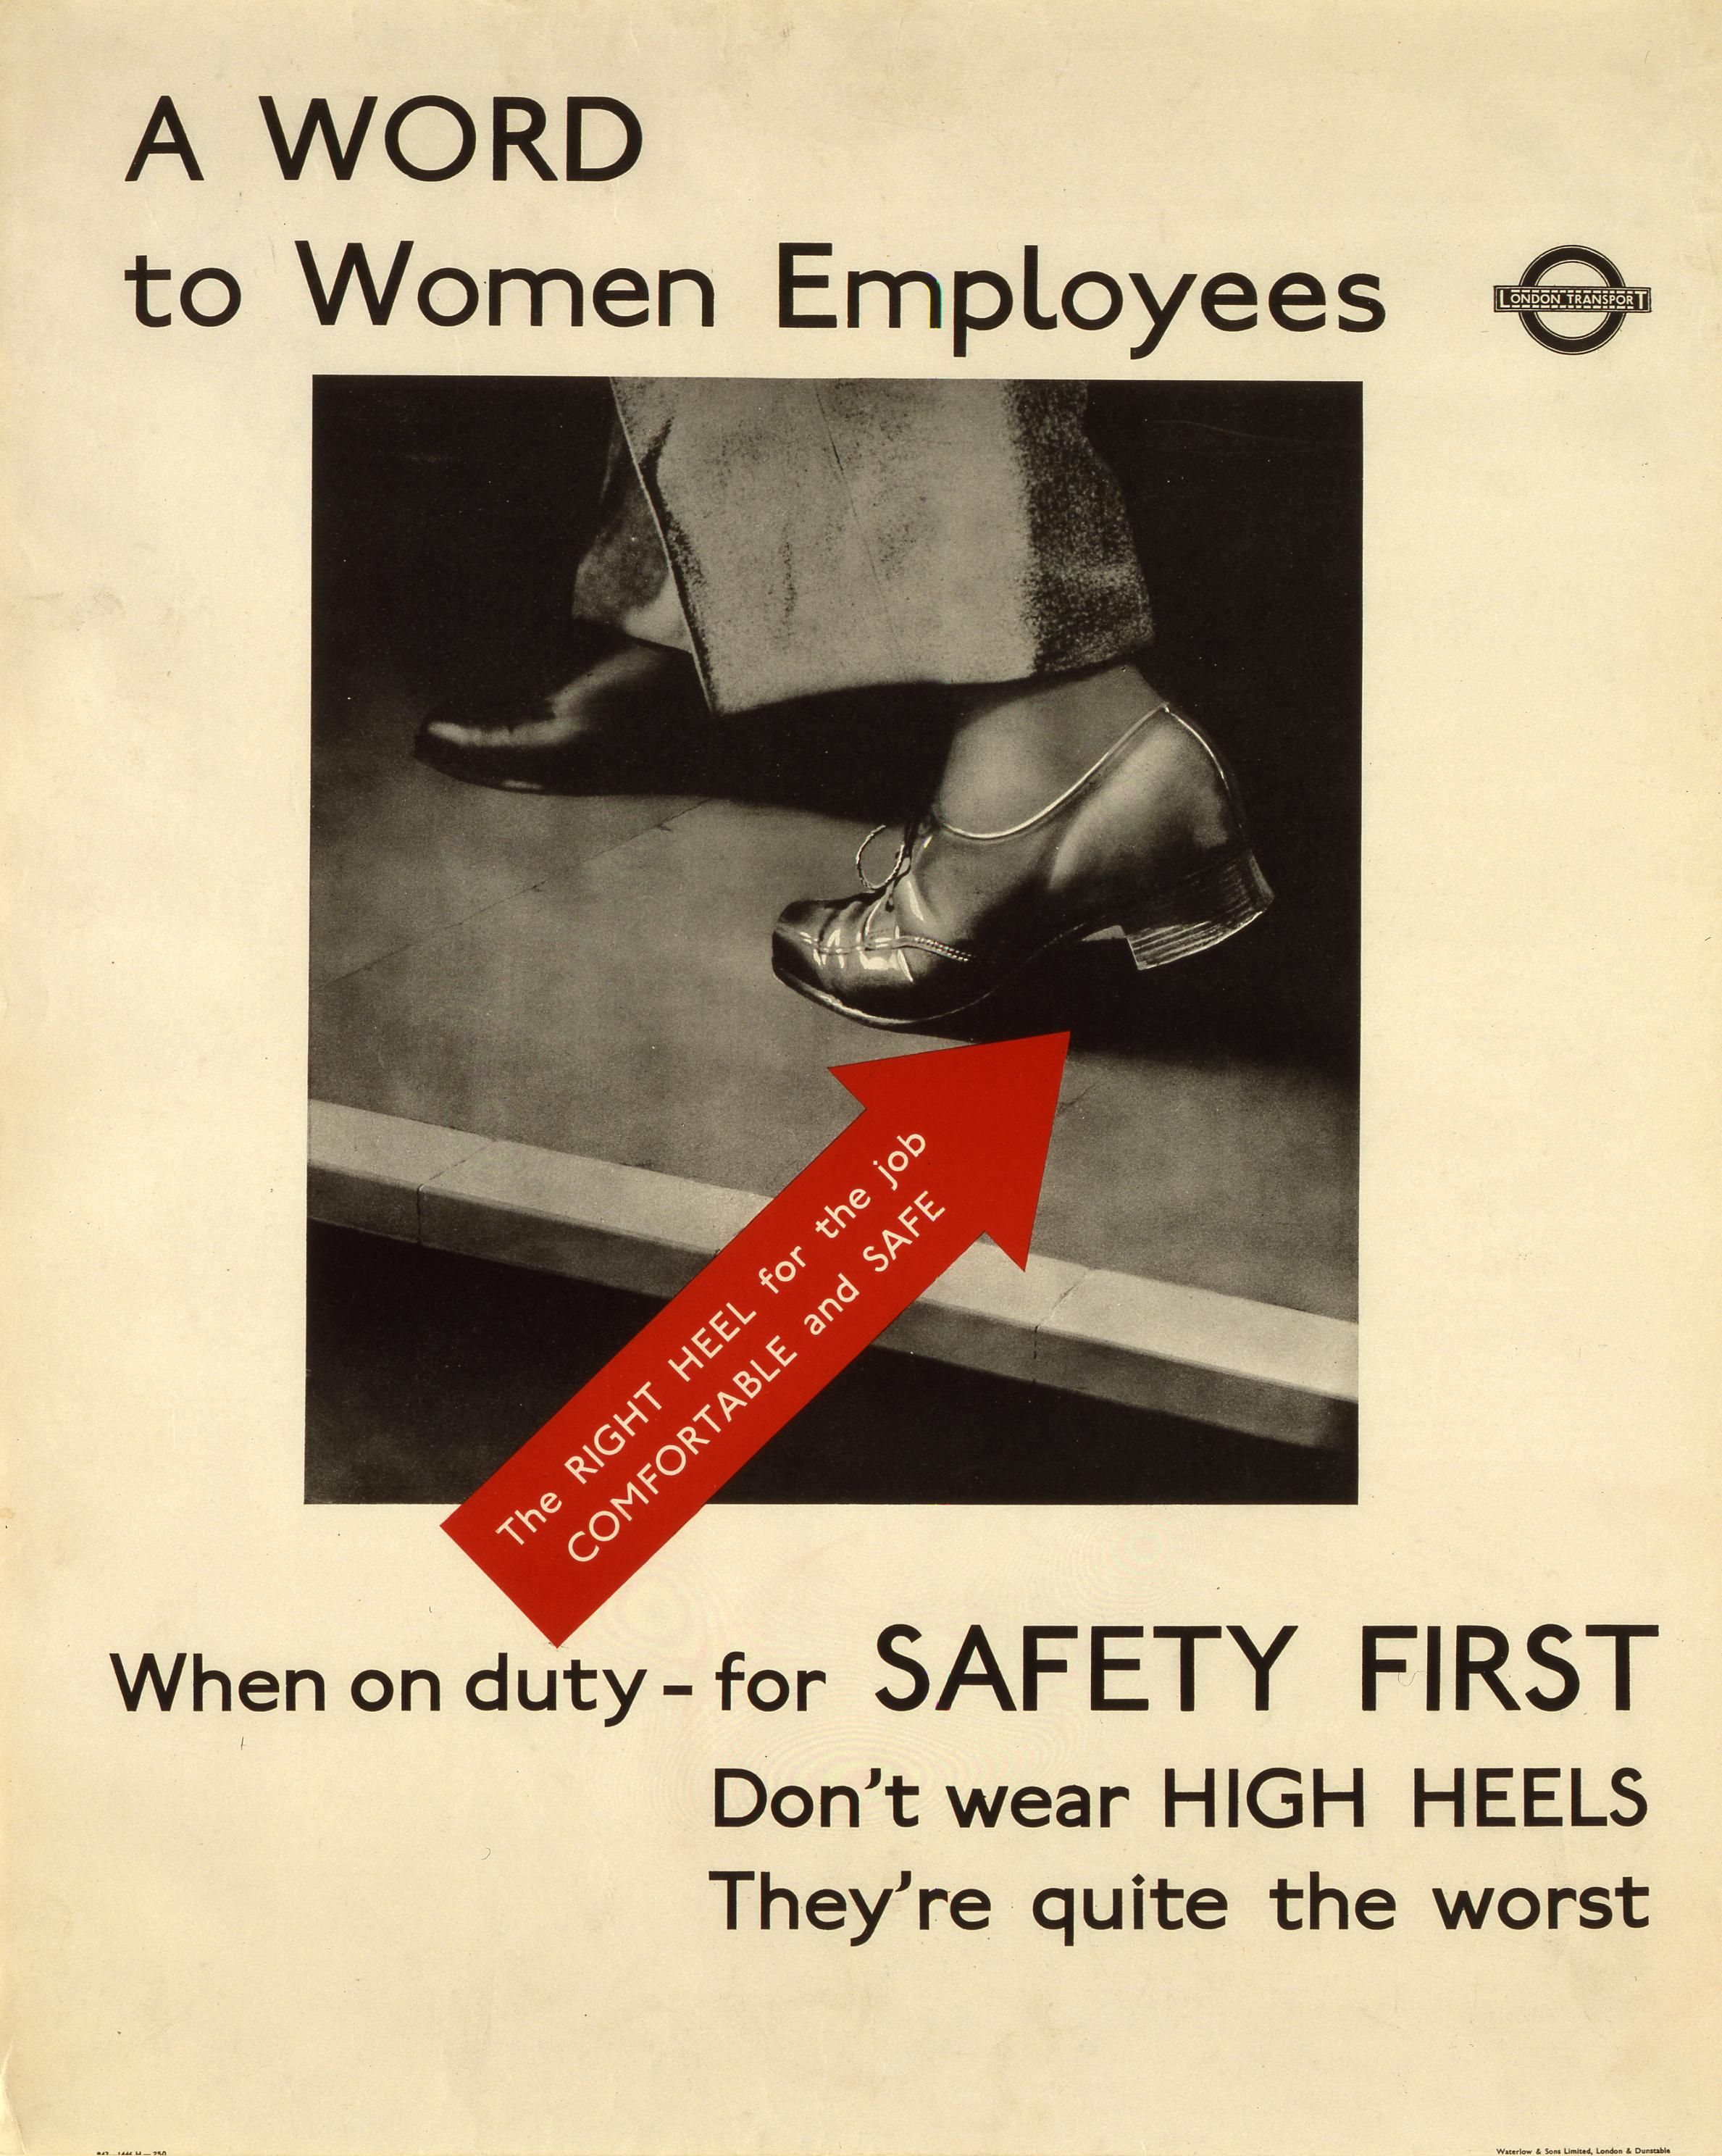 A WORD
to Women Employees
LONDON TRANSPORT
The RIGHT HEEL for the job
COMFORTABLE and SAFE
When on duty - for SAFETY FIRST
Don't wear HIGH HEELS
They're quite the worst
Waterlow & Sons Limited, London & Dunstable